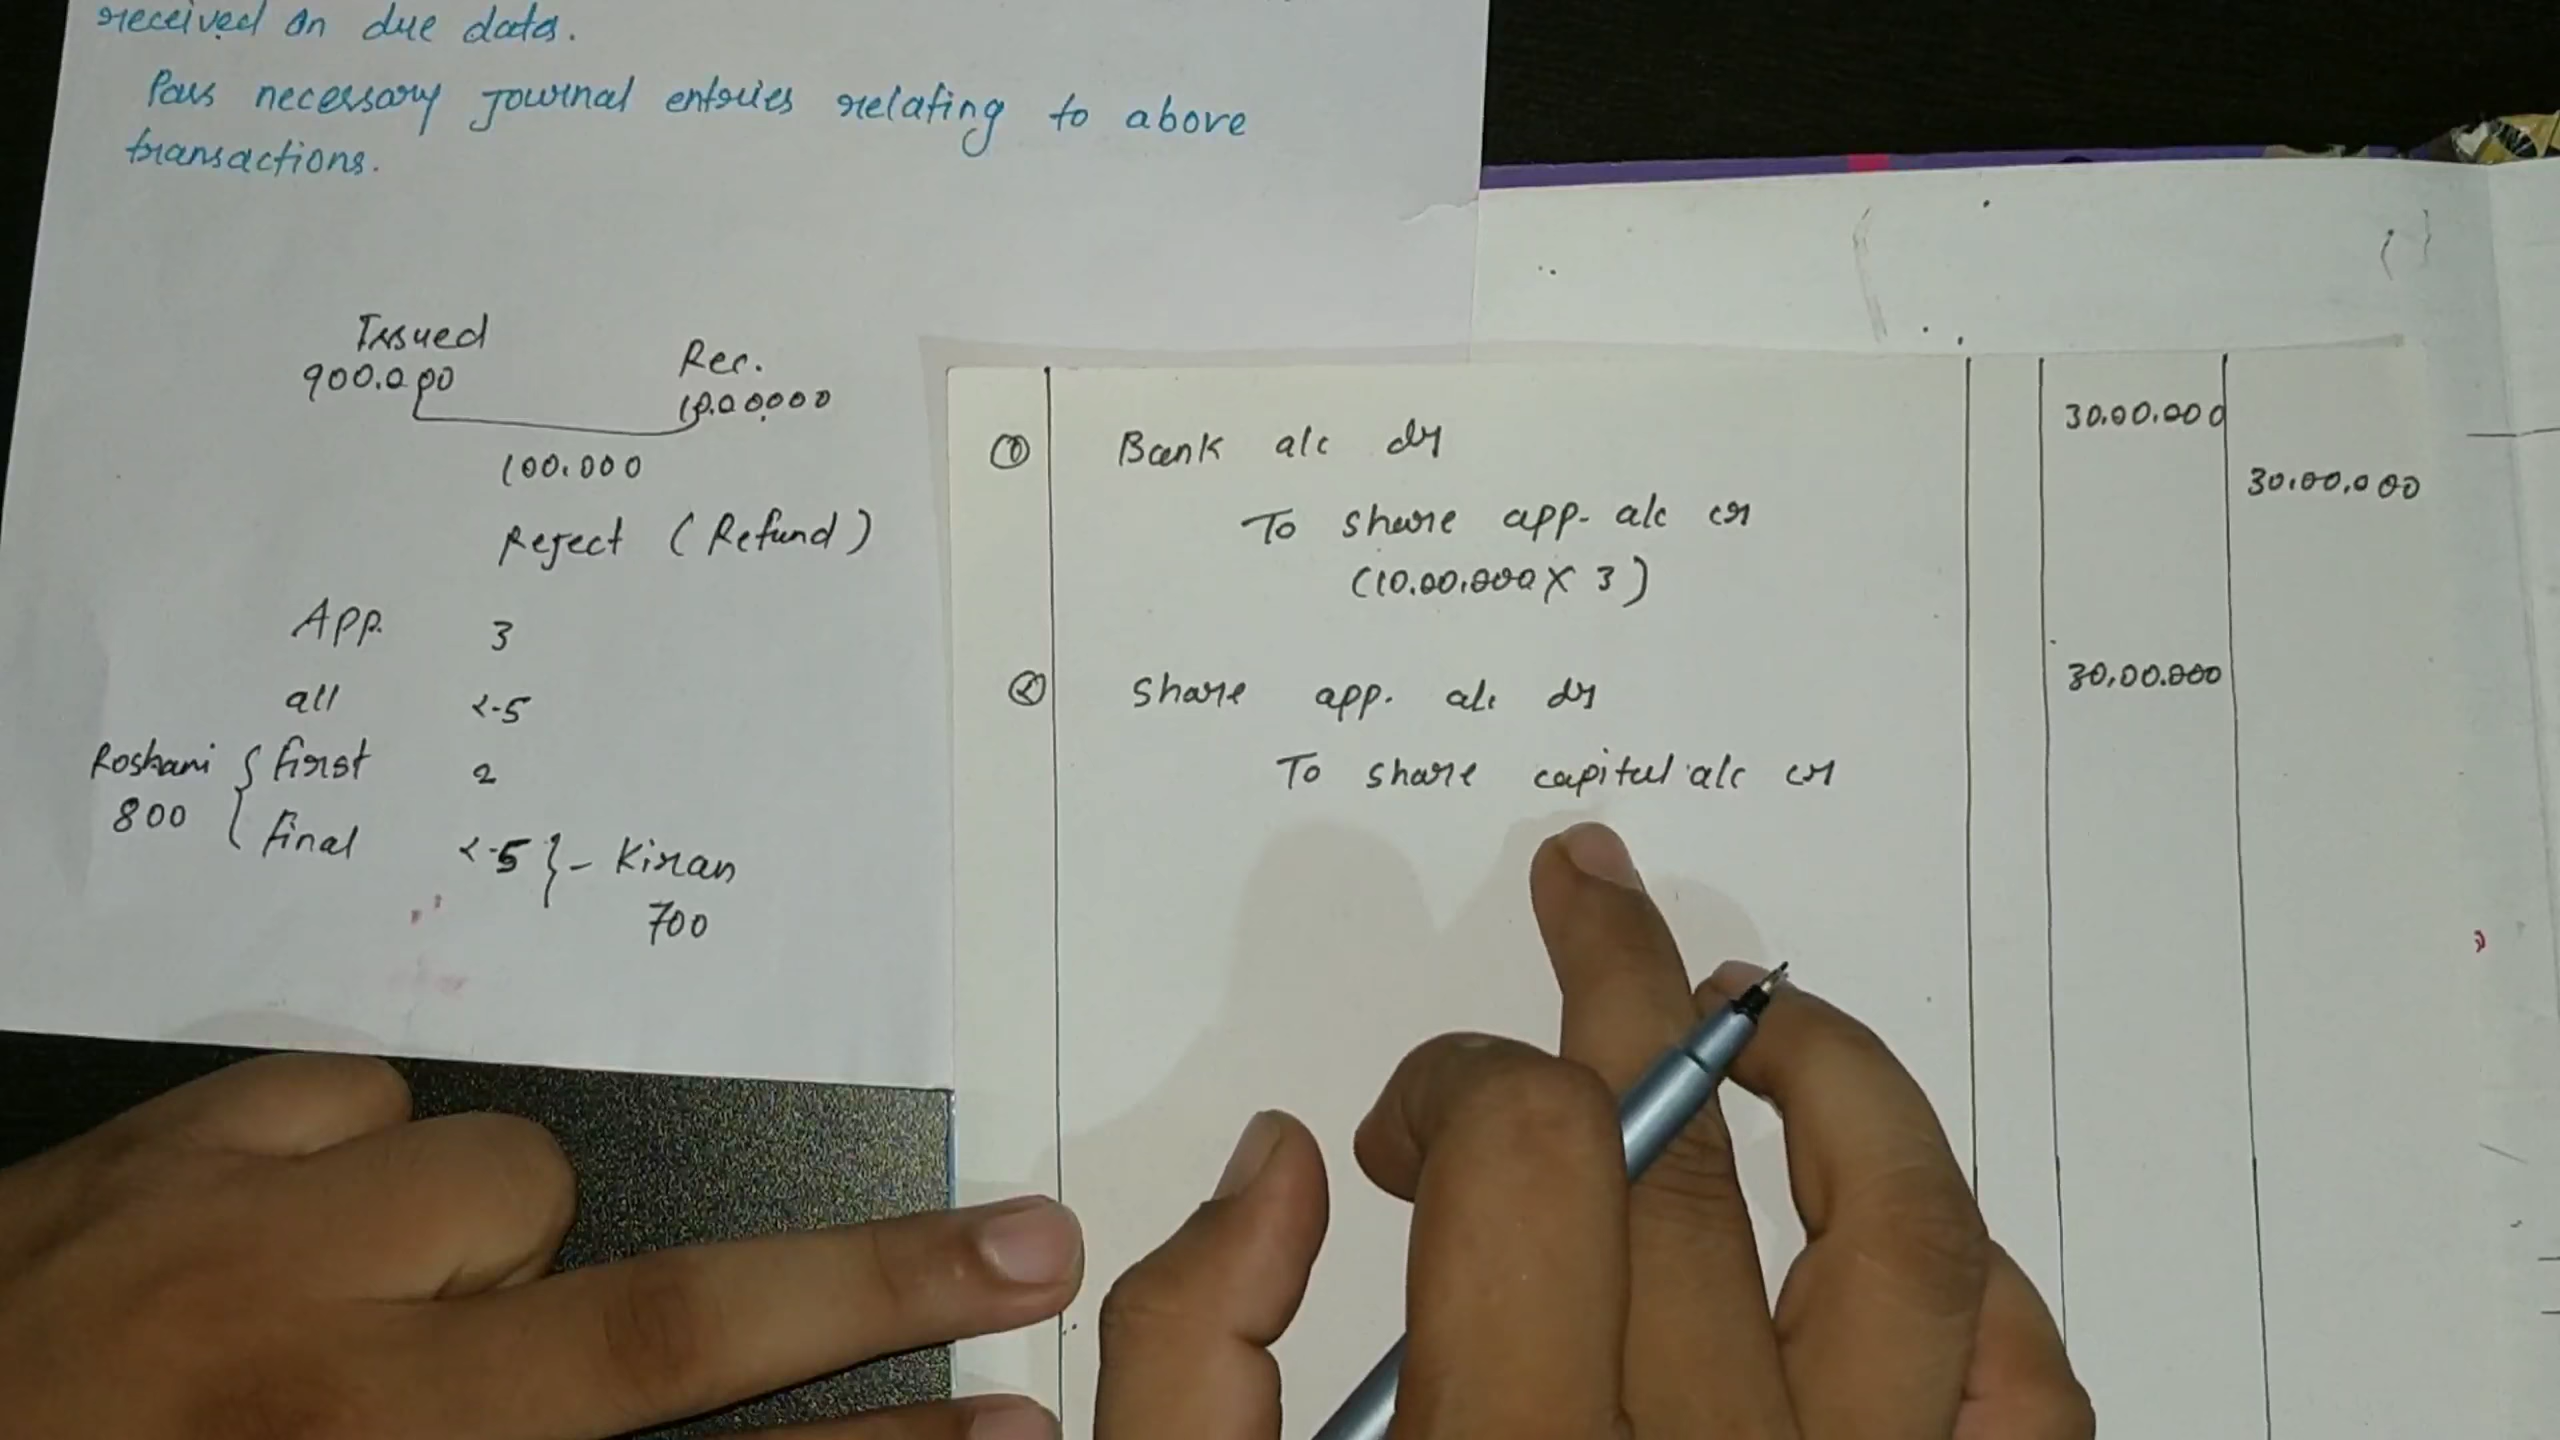 received on due dates.
Pass necessary Journal entries relating to above
transactions.
Issued
900.000
Rec.
10.00000
100.000
Reject (Refund)
App. 3
all 2.5
Roshani { first 2
800 final 2.5 } - Kiran
700
① Bank a/c dr 30.00.000
To share app. a/c cr 30.00.000
(10.00.000 X 3)
② Share app. a/c dr 30,00.000
To share capital a/c cr